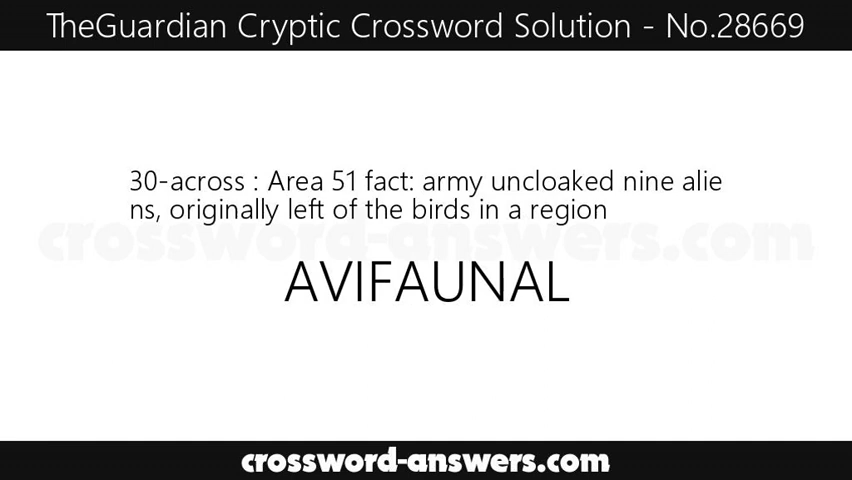 TheGuardian Cryptic Crossword Solution - No.28669
30-across : Area 51 fact: army uncloaked nine alie
ns, originally left of the birds in a region
crossword-answers.com
AVIFAUNAL
crossword-answers.com